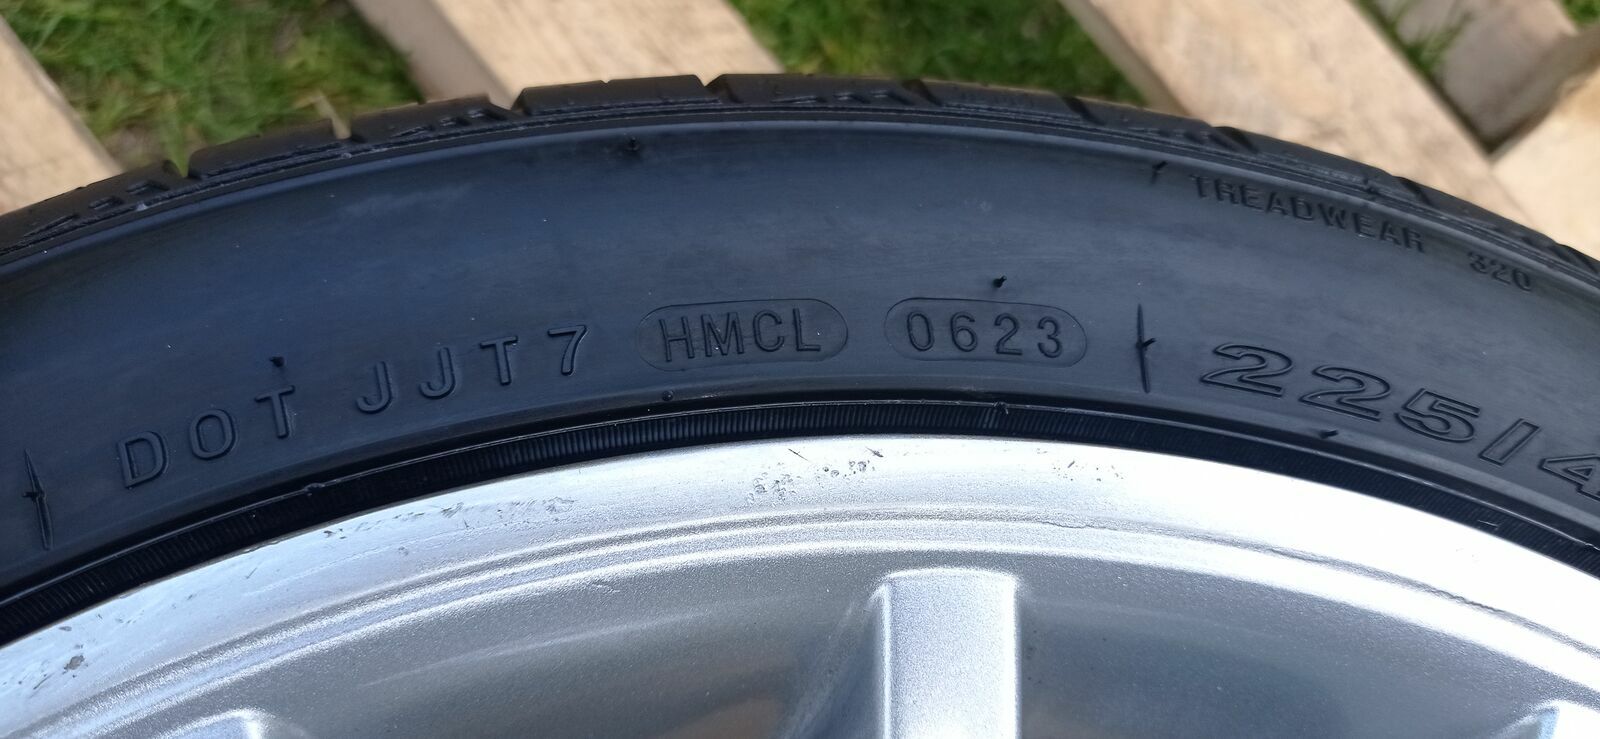 TREADWEAR 320
DOT JJT7 HMCL 0623 225/4